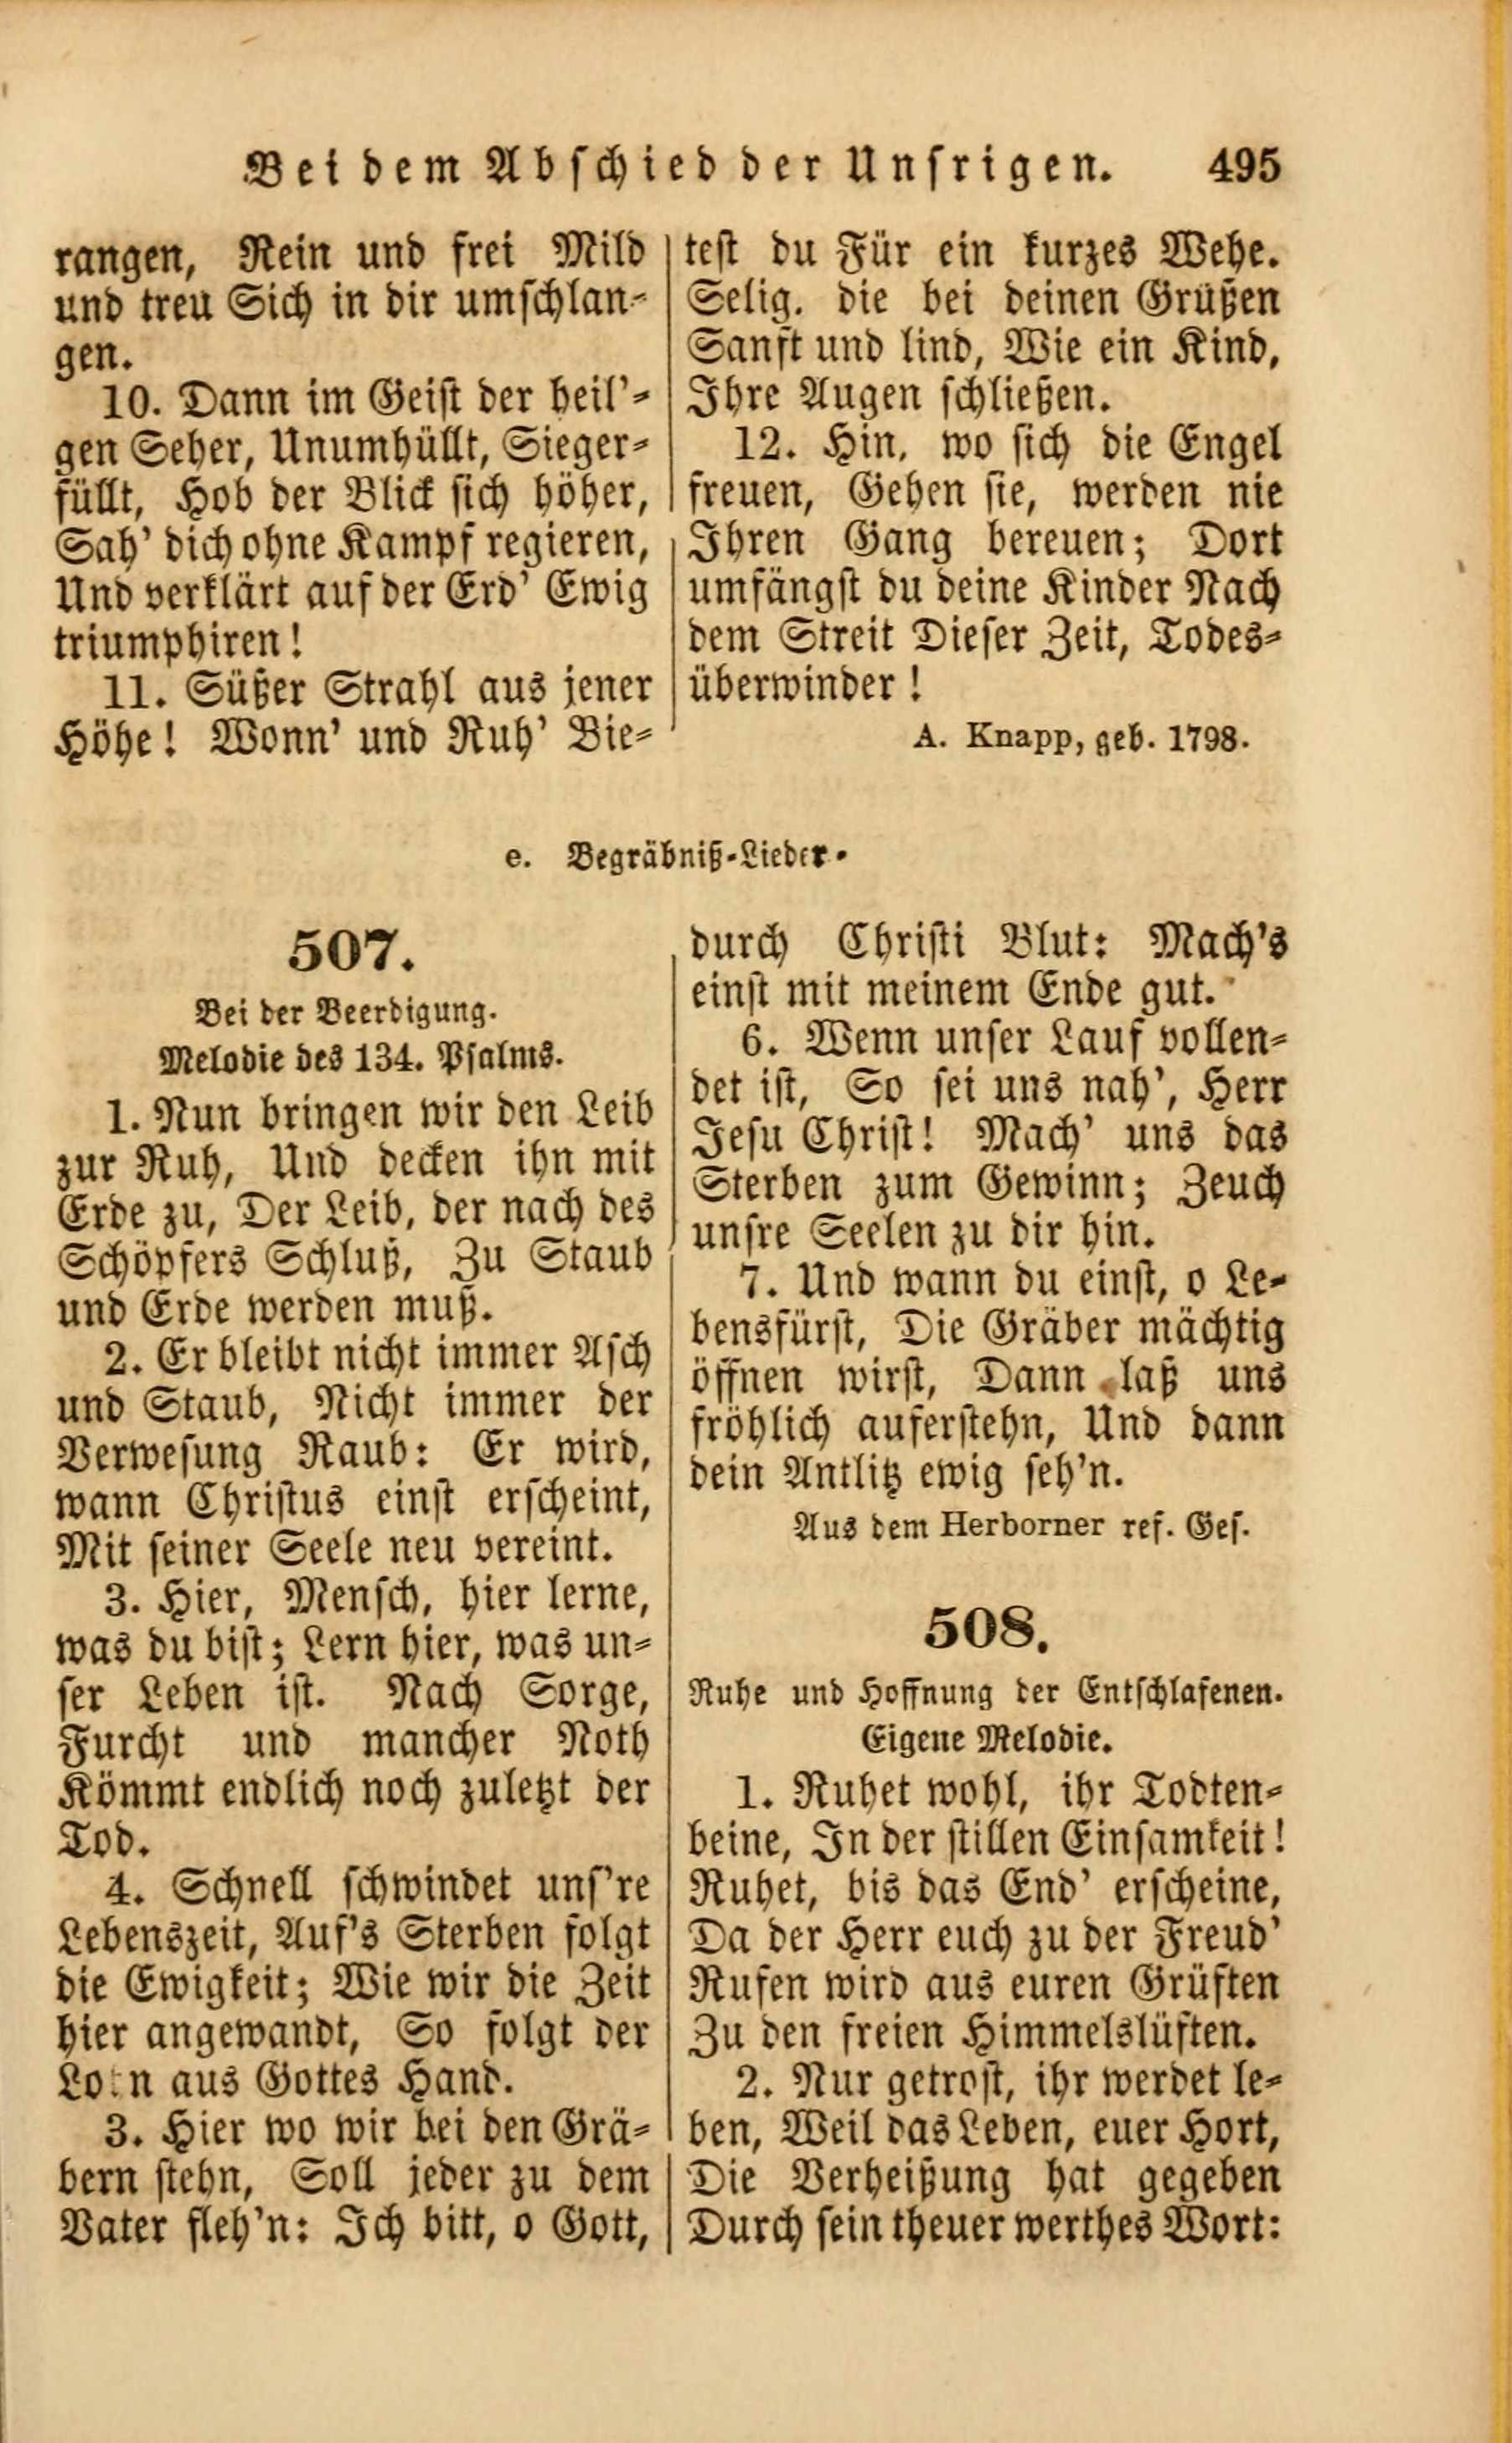 Bei dem Abschied der Unsrigen. 495
rangen, Rein und frei Mild
und treu Sich in dir umschlan-
gen.
10. Dann im Geist der heil'-
gen Seher, Unumhüllt, Sieger-
füllt, Hob der Blick sich höher,
Sah' dich ohne Kampf regieren,
Und verklärt auf der Erd' Ewig
triumphiren!
11. Süßer Strahl aus jener
Höhe! Wonn' und Ruh' Bie-
test du Für ein kurzes Wehe.
Selig, die bei deinen Grüßen
Sanft und lind, Wie ein Kind,
Ihre Augen schließen.
12. Hin, wo sich die Engel
freuen, Gehen sie, werden nie
Ihren Gang bereuen; Dort
umfängst du deine Kinder Nach
dem Streit Dieser Zeit, Todes-
überwinder!
A. Knapp, geb. 1798.
e. Begräbniß-Lieder.
507.
Bei der Beerdigung.
Melodie des 134. Psalms.
1. Nun bringen wir den Leib
zur Ruh, Und decken ihn mit
Erde zu, Der Leib, der nach des
Schöpfers Schluß, Zu Staub
und Erde werden muß.
2. Er bleibt nicht immer Asch
und Staub, Nicht immer der
Verwesung Raub: Er wird,
wann Christus einst erscheint,
Mit seiner Seele neu vereint.
3. Hier, Mensch, hier lerne,
was du bist; Lern hier, was un-
ser Leben ist. Nach Sorge,
Furcht und mancher Noth
Kömmt endlich noch zuletzt der
Tod.
4. Schnell schwindet uns're
Lebenszeit, Auf's Sterben folgt
die Ewigkeit; Wie wir die Zeit
hier angewandt, So folgt der
Lohn aus Gottes Hand.
3. Hier wo wir bei den Grä-
bern stehn, Soll jeder zu dem
Vater fleh'n: Ich bitt, o Gott,
durch Christi Blut: Mach's
einst mit meinem Ende gut.
6. Wenn unser Lauf vollen-
det ist, So sei uns nah', Herr
Jesu Christ! Mach' uns das
Sterben zum Gewinn; Zeuch
unsre Seelen zu dir hin.
7. Und wann du einst, o Le-
bensfürst, Die Gräber mächtig
öffnen wirst, Dann laß uns
fröhlich auferstehn, Und dann
dein Antlitz ewig seh'n.
Aus dem Herborner ref. Ges.
508.
Ruhe und Hoffnung der Entschlafenen.
Eigene Melodie.
1. Ruhet wohl, ihr Todten-
beine, In der stillen Einsamkeit!
Ruhet, bis das End' erscheine,
Da der Herr euch zu der Freud'
Rufen wird aus euren Grüften
Zu den freien Himmelslüften.
2. Nur getrost, ihr werdet le-
ben, Weil das Leben, euer Hort,
Die Verheißung hat gegeben
Durch sein theuer werthes Wort: